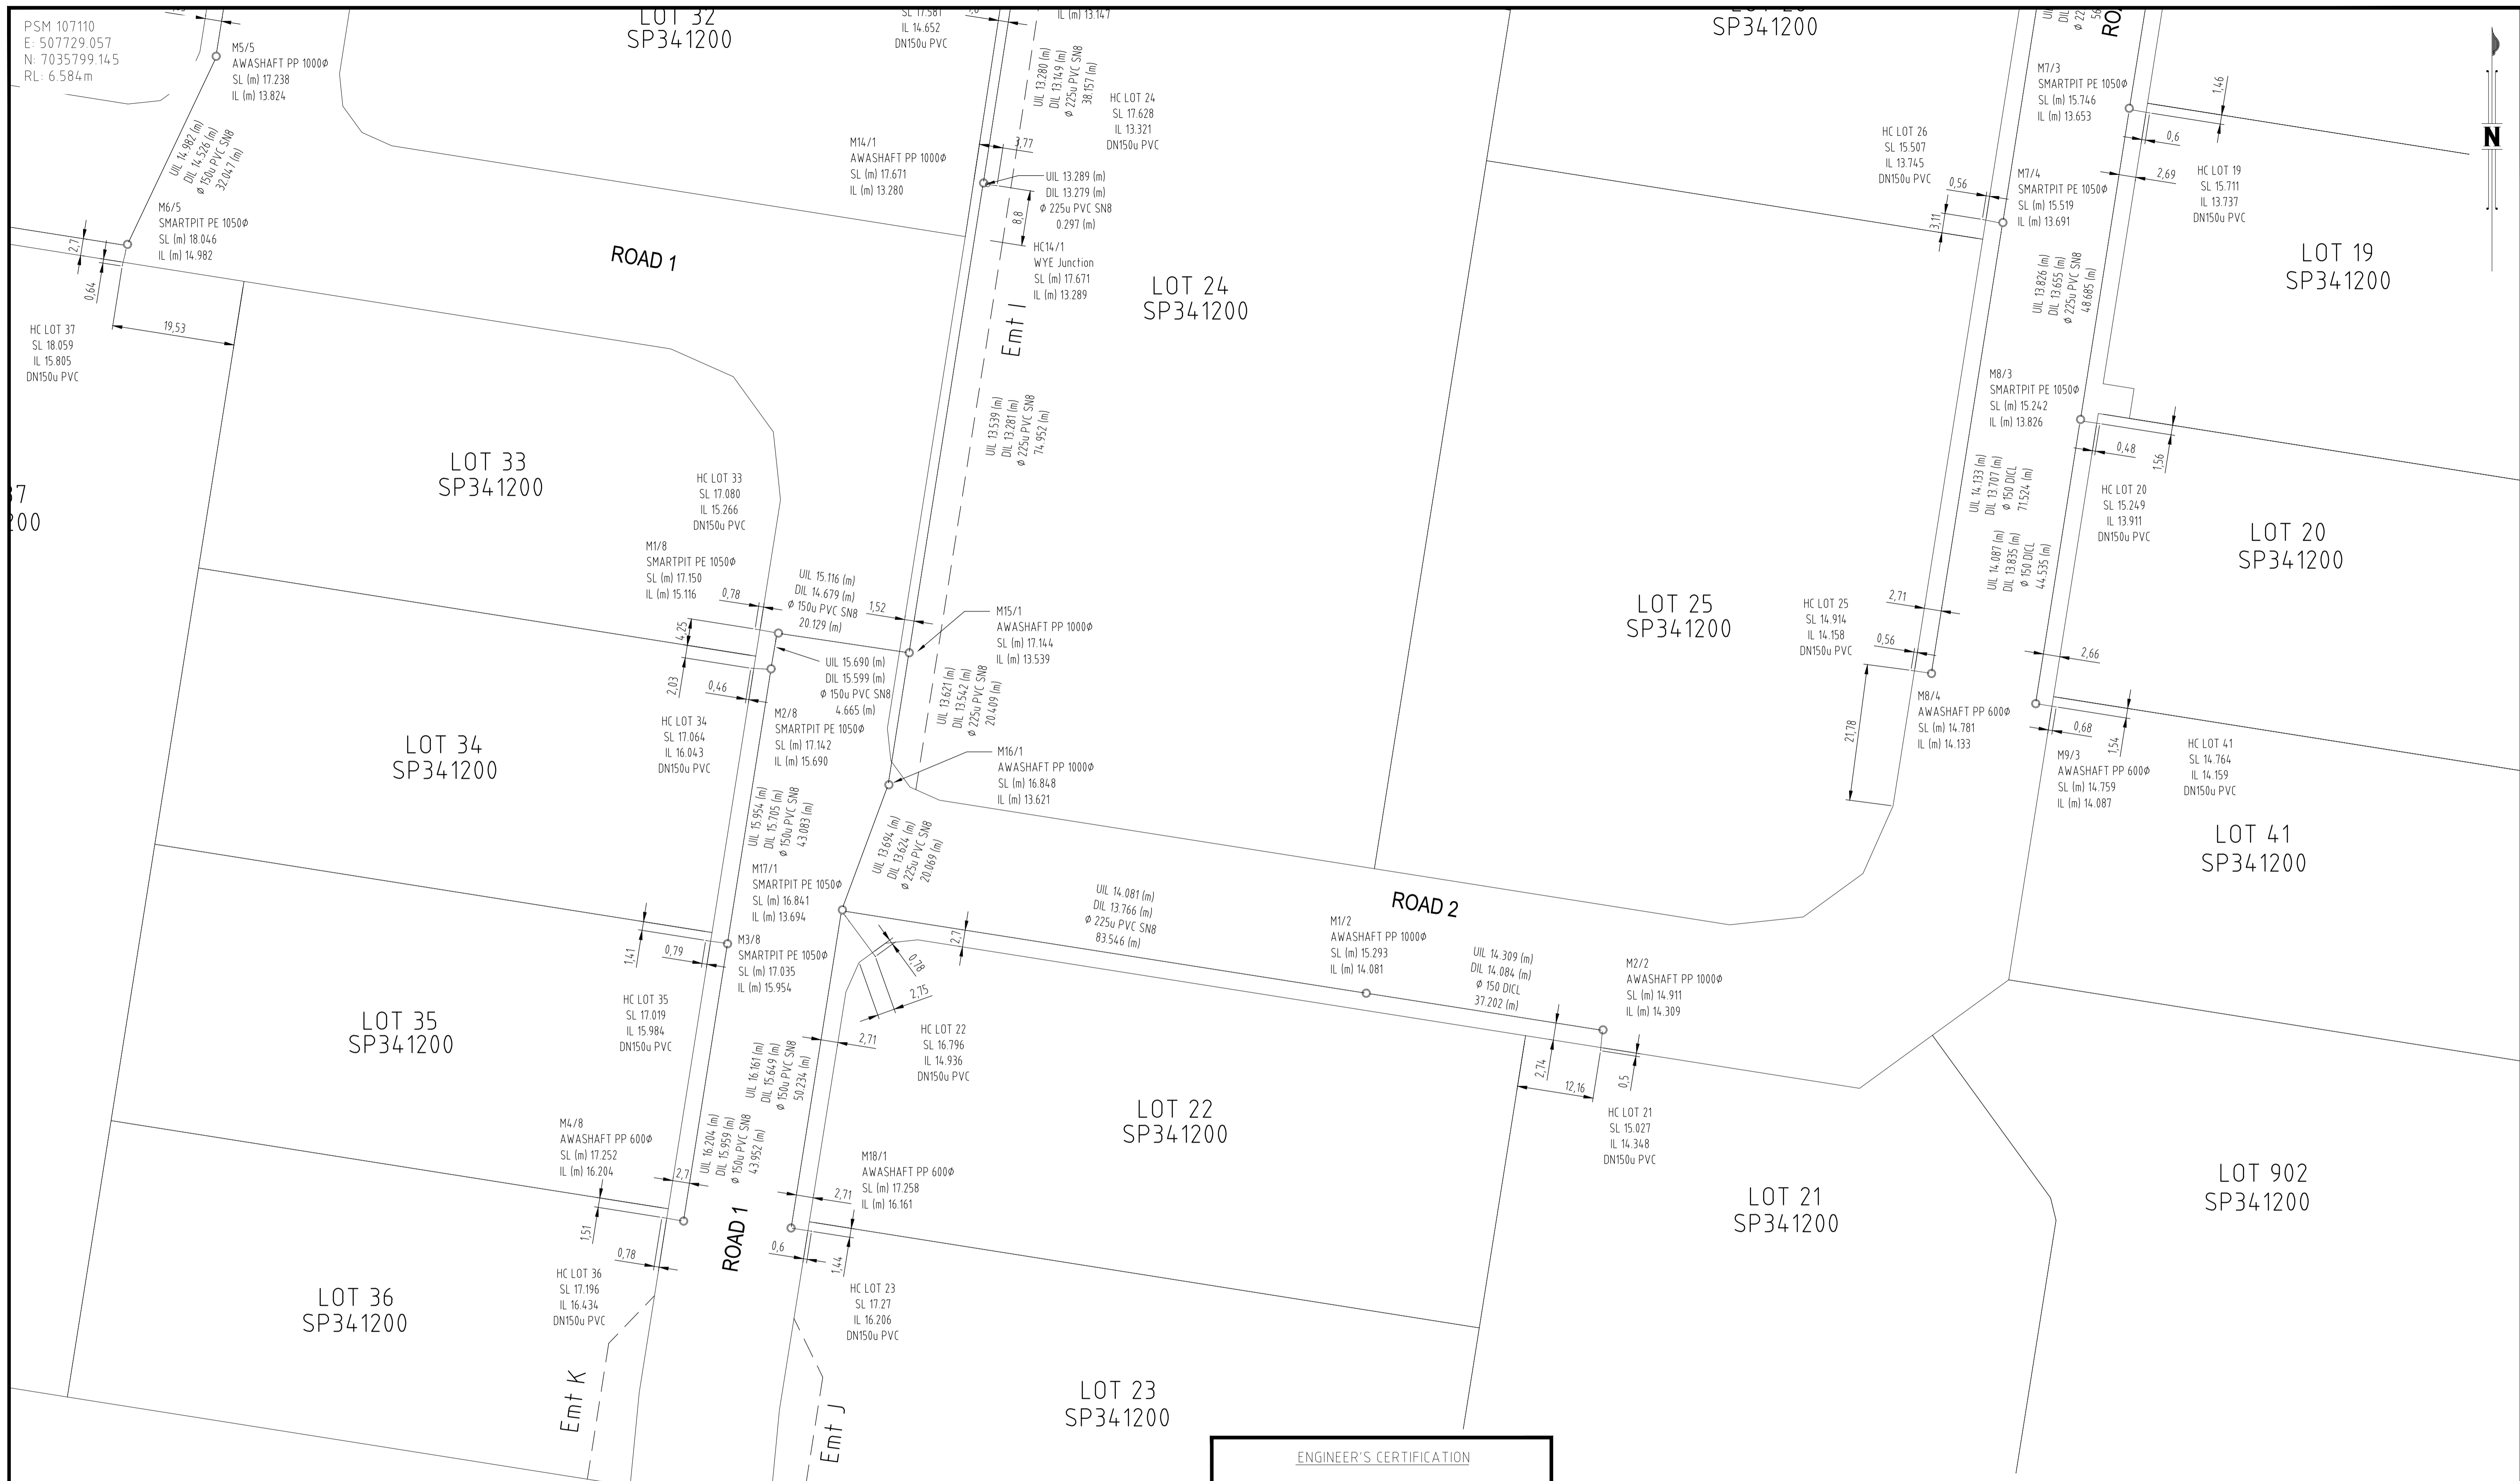 PSM 107110
E: 507729.057
N: 7035799.145
RL: 6.584m
M5/5
AWASHAFT PP 1000ϕ
SL (m) 17.238
IL (m) 13.824
UIL 14.982 (m)
DIL 14.526 (m)
ϕ 150u PVC SN8
32.047 (m)
M6/5
SMARTPIT PE 1050ϕ
SL (m) 18.046
IL (m) 14.982
2,7
0,64
19,53
HC LOT 37
SL 18.059
IL 15.805
DN150u PVC
LOT 32
SP341200
SL 17.581
IL 14.652
DN150u PVC
IL (m) 13.147
UIL 13.280 (m)
DIL 13.149 (m)
ϕ 225u PVC SN8
38.157 (m)
HC LOT 24
SL 17.628
IL 13.321
DN150u PVC
M14/1
AWASHAFT PP 1000ϕ
SL (m) 17.671
IL (m) 13.280
3,77
UIL 13.289 (m)
DIL 13.279 (m)
ϕ 225u PVC SN8
0.297 (m)
8,8
HC14/1
WYE Junction
SL (m) 17.671
IL (m) 13.289
ROAD 1
Emt I
LOT 24
SP341200
SP341200
HC LOT 26
SL 15.507
IL 13.745
DN150u PVC
0,56
3,11
M7/3
SMARTPIT PE 1050ϕ
SL (m) 15.746
IL (m) 13.653
1,46
0,6
2,69
M7/4
SMARTPIT PE 1050ϕ
SL (m) 15.519
IL (m) 13.691
HC LOT 19
SL 15.711
IL 13.737
DN150u PVC
N
LOT 19
SP341200
UIL 13.826 (m)
DIL 13.655 (m)
ϕ 225u PVC SN8
48.685 (m)
M8/3
SMARTPIT PE 1050ϕ
SL (m) 15.242
IL (m) 13.826
0,48
1,56
HC LOT 20
SL 15.249
IL 13.911
DN150u PVC
LOT 20
SP341200
UIL 14.133 (m)
DIL 13.707 (m)
ϕ 150 DICL
71.524 (m)
UIL 14.087 (m)
DIL 13.835 (m)
ϕ 150 DICL
44.535 (m)
UIL 13.539 (m)
DIL 13.281 (m)
ϕ 225u PVC SN8
74.952 (m)
LOT 33
SP341200
HC LOT 33
SL 17.080
IL 15.266
DN150u PVC
M1/8
SMARTPIT PE 1050ϕ
SL (m) 17.150
IL (m) 15.116
0,78
UIL 15.116 (m)
DIL 14.679 (m)
ϕ 150u PVC SN8
20.129 (m)
1,52
M15/1
AWASHAFT PP 1000ϕ
SL (m) 17.144
IL (m) 13.539
4,25
2,03
0,46
UIL 15.690 (m)
DIL 15.599 (m)
ϕ 150u PVC SN8
4.665 (m)
UIL 13.621 (m)
DIL 13.542 (m)
ϕ 225u PVC SN8
20.409 (m)
HC LOT 34
SL 17.064
IL 16.043
DN150u PVC
M2/8
SMARTPIT PE 1050ϕ
SL (m) 17.142
IL (m) 15.690
M16/1
AWASHAFT PP 1000ϕ
SL (m) 16.848
IL (m) 13.621
LOT 34
SP341200
LOT 25
SP341200
HC LOT 25
SL 14.914
IL 14.158
DN150u PVC
2,71
0,56
21,78
M8/4
AWASHAFT PP 600ϕ
SL (m) 14.781
IL (m) 14.133
2,66
0,68
1,54
M9/3
AWASHAFT PP 600ϕ
SL (m) 14.759
IL (m) 14.087
HC LOT 41
SL 14.764
IL 14.159
DN150u PVC
LOT 41
SP341200
UIL 15.954 (m)
DIL 15.705 (m)
ϕ 150u PVC SN8
43.083 (m)
UIL 13.694 (m)
DIL 13.624 (m)
ϕ 225u PVC SN8
20.069 (m)
M17/1
SMARTPIT PE 1050ϕ
SL (m) 16.841
IL (m) 13.694
UIL 14.081 (m)
DIL 13.766 (m)
ϕ 225u PVC SN8
83.546 (m)
ROAD 2
M1/2
AWASHAFT PP 1000ϕ
SL (m) 15.293
IL (m) 14.081
UIL 14.309 (m)
DIL 14.084 (m)
ϕ 150 DICL
37.202 (m)
M2/2
AWASHAFT PP 1000ϕ
SL (m) 14.911
IL (m) 14.309
1,41
0,79
M3/8
SMARTPIT PE 1050ϕ
SL (m) 17.035
IL (m) 15.954
2,7
0,78
2,75
HC LOT 35
SL 17.019
IL 15.984
DN150u PVC
LOT 35
SP341200
HC LOT 22
SL 16.796
IL 14.936
DN150u PVC
2,71
UIL 16.161 (m)
DIL 15.649 (m)
ϕ 150u PVC SN8
50.234 (m)
2,74
12,16
0,5
HC LOT 21
SL 15.027
IL 14.348
DN150u PVC
LOT 22
SP341200
M4/8
AWASHAFT PP 600ϕ
SL (m) 17.252
IL (m) 16.204
2,7
UIL 16.204 (m)
DIL 15.959 (m)
ϕ 150u PVC SN8
43.952 (m)
M18/1
AWASHAFT PP 600ϕ
SL (m) 17.258
IL (m) 16.161
2,71
LOT 21
SP341200
LOT 902
SP341200
1,51
0,78
ROAD 1
0,6
1,44
HC LOT 36
SL 17.196
IL 16.434
DN150u PVC
HC LOT 23
SL 17.27
IL 16.206
DN150u PVC
LOT 36
SP341200
Emt K
Emt J
LOT 23
SP341200
ENGINEER'S CERTIFICATION